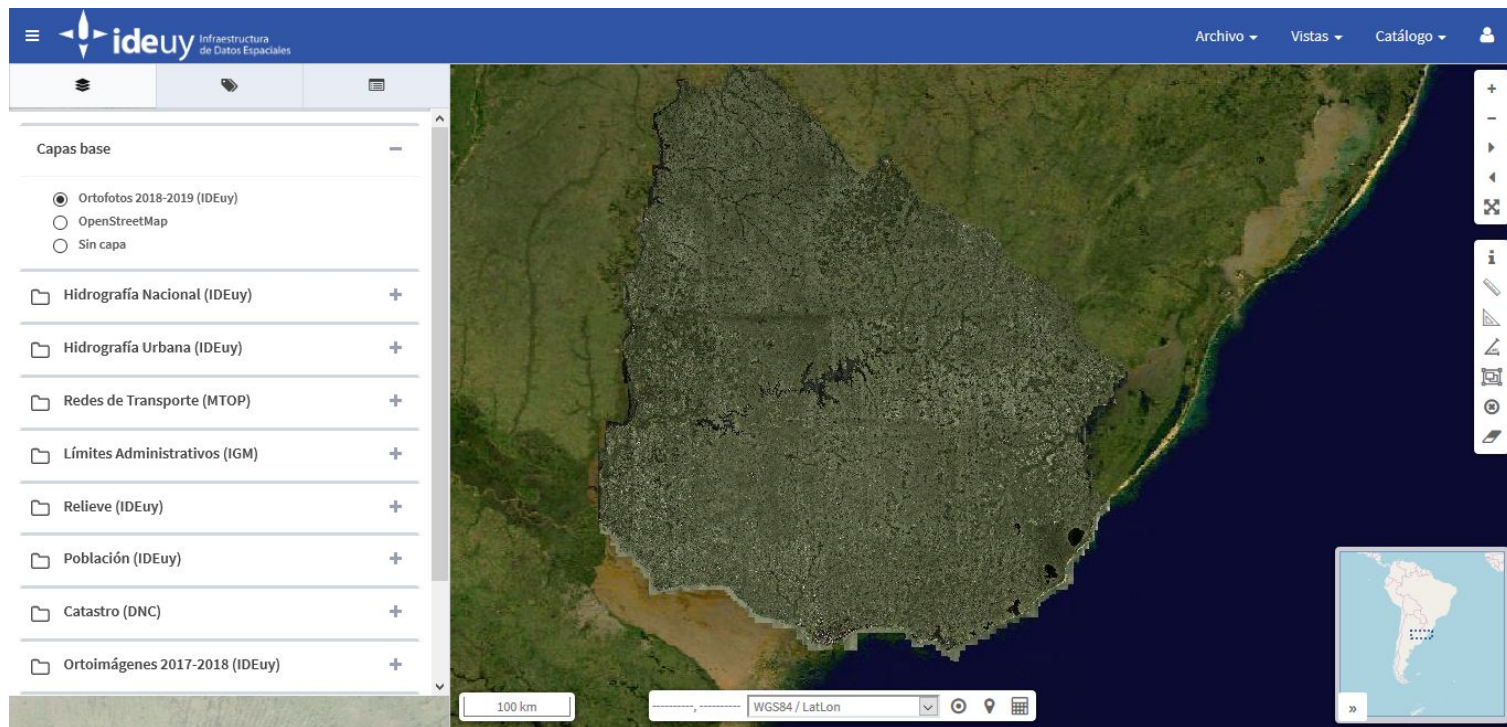 ideuy Infraestructura
de Datos Espaciales
Archivo
Vistas
Catálogo
Capas base
Ortofotos 2018-2019 (IDEuy)
OpenStreetMap
Sin capa
Hidrografía Nacional (IDEuy)
Hidrografía Urbana (IDEuy)
Redes de Transporte (MTOP)
Límites Administrativos (IGM)
Relieve (IDEuy)
Población (IDEuy)
Catastro (DNC)
Ortoimágenes 2017-2018 (IDEuy)
100 km
----------, ----------
WGS84 / LatLon
»